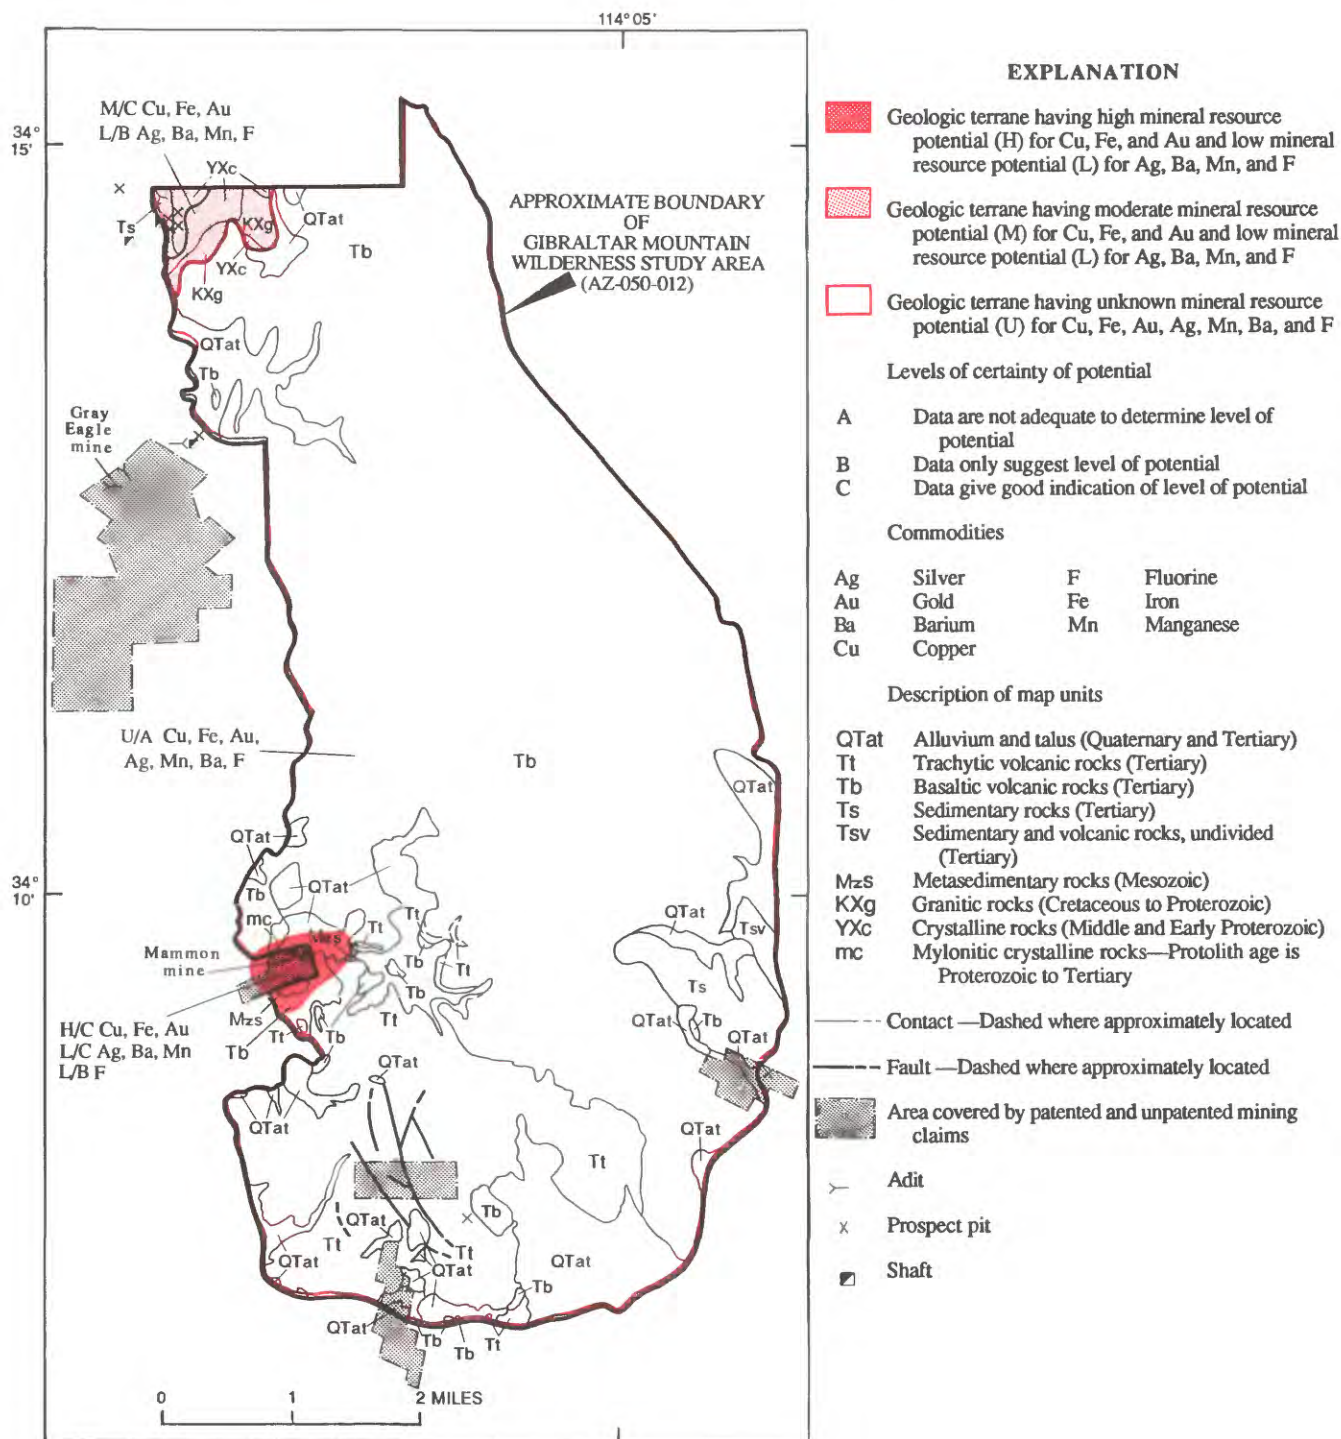 114° 05'
34°
15'
M/C Cu, Fe, Au
L/B Ag, Ba, Mn, F
YXc
Ts
KXg
QTat
Tb
YXc
KXg
APPROXIMATE BOUNDARY
OF
GIBRALTAR MOUNTAIN
WILDERNESS STUDY AREA
(AZ-050-012)
QTat
Tb
Gray
Eagle
mine
U/A Cu, Fe, Au,
Ag, Mn, Ba, F
Tb
QTat
QTat
34°
10'
Tb
QTat
mc
Tt
Tt
Mzs
QTat
Tsv
Mammon
mine
Tb
Tt
Tb
Ts
Mzs
Tt
QTat
Tb
H/C Cu, Fe, Au
L/C Ag, Ba, Mn
L/B F
Tt
Tb
Tb
QTat
QTat
QTat
QTat
Tt
Tb
QTat
Tt
Tt
QTat
QTat
QTat
Tb
QTat
Tb
Tb
Tt
0 1 2 MILES
EXPLANATION
Geologic terrane having high mineral resource
potential (H) for Cu, Fe, and Au and low mineral
resource potential (L) for Ag, Ba, Mn, and F
Geologic terrane having moderate mineral resource
potential (M) for Cu, Fe, and Au and low mineral
resource potential (L) for Ag, Ba, Mn, and F
Geologic terrane having unknown mineral resource
potential (U) for Cu, Fe, Au, Ag, Mn, Ba, and F
Levels of certainty of potential
A Data are not adequate to determine level of
potential
B Data only suggest level of potential
C Data give good indication of level of potential
Commodities
Ag Silver F Fluorine
Au Gold Fe Iron
Ba Barium Mn Manganese
Cu Copper
Description of map units
QTat Alluvium and talus (Quaternary and Tertiary)
Tt Trachytic volcanic rocks (Tertiary)
Tb Basaltic volcanic rocks (Tertiary)
Ts Sedimentary rocks (Tertiary)
Tsv Sedimentary and volcanic rocks, undivided
(Tertiary)
Mzs Metasedimentary rocks (Mesozoic)
KXg Granitic rocks (Cretaceous to Proterozoic)
YXc Crystalline rocks (Middle and Early Proterozoic)
mc Mylonitic crystalline rocks—Protolith age is
Proterozoic to Tertiary
Contact —Dashed where approximately located
Fault —Dashed where approximately located
Area covered by patented and unpatented mining
claims
Adit
Prospect pit
Shaft